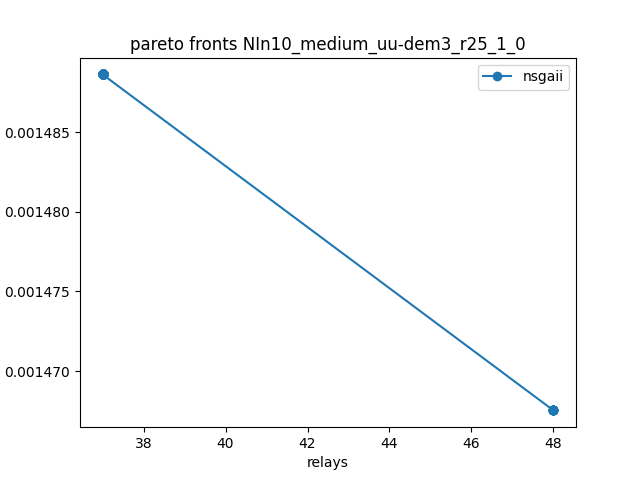 pareto fronts NIn10_medium_uu-dem3_r25_1_0
nsgaii
0.001485
0.001480
0.001475
0.001470
38 40 42 44 46 48
relays